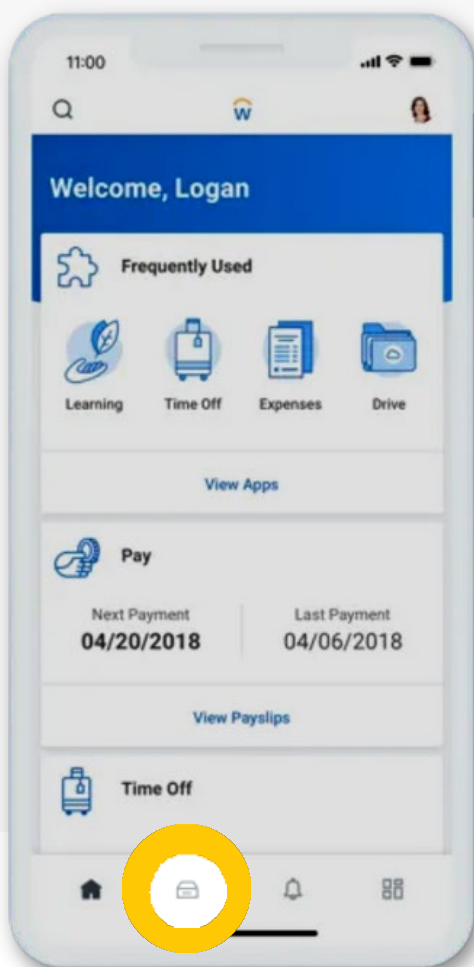 11:00
W
Welcome, Logan
Frequently Used
Learning Time Off Expenses Drive
View Apps
Pay
Next Payment Last Payment
04/20/2018 04/06/2018
View Payslips
Time Off